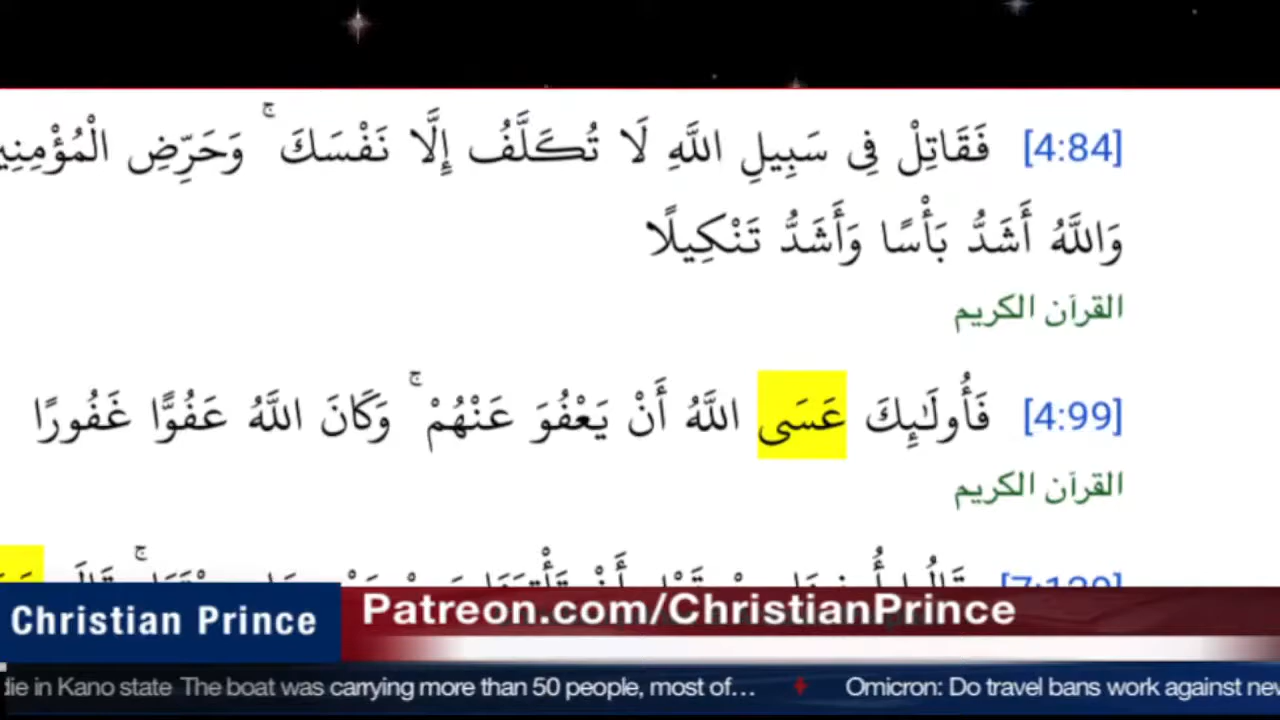 [4:84] فَقَاتِلْ فِى سَبِيلِ اللَّهِ لَا تُكَلَّفُ إِلَّا نَفْسَكَ ۚ وَحَرِّضِ
وَاللَّهُ أَشَدُّ بَأْسًا وَأَشَدُّ تَنْكِيلًا
القرآن الكريم
[4:99] فَأُولَـٰئِكَ عَسَى اللَّهُ أَنْ يَعْفُوَ عَنْهُمْ ۚ وَكَانَ اللَّهُ عَفُوًّا غَفُورًا
القرآن الكريم
Christian Prince
Patreon.com/ChristianPrince
die in Kano state The boat was carrying more than 50 people, most of... Omicron: Do travel bans work against